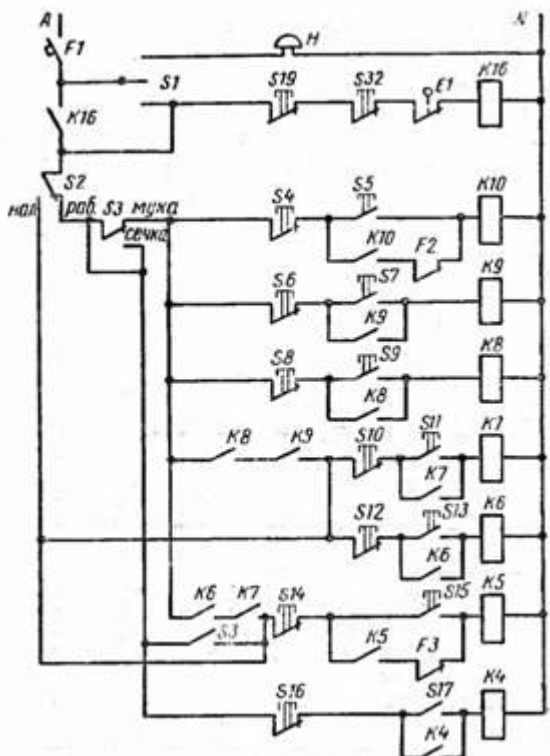 A N
F1 H
S1 S19 S32 E1 K16
K16
S2
нал. раб. S3 мука S4 S5 K10
сечка
K10 F2
S6 S7 K9
K9
S8 S9 K8
K8
K8 K9 S10 S11 K7
K7
S12 S13 K6
K6
K6 K7 S14 S15 K5
S3
K5 F3
S16 S17 K4
K4